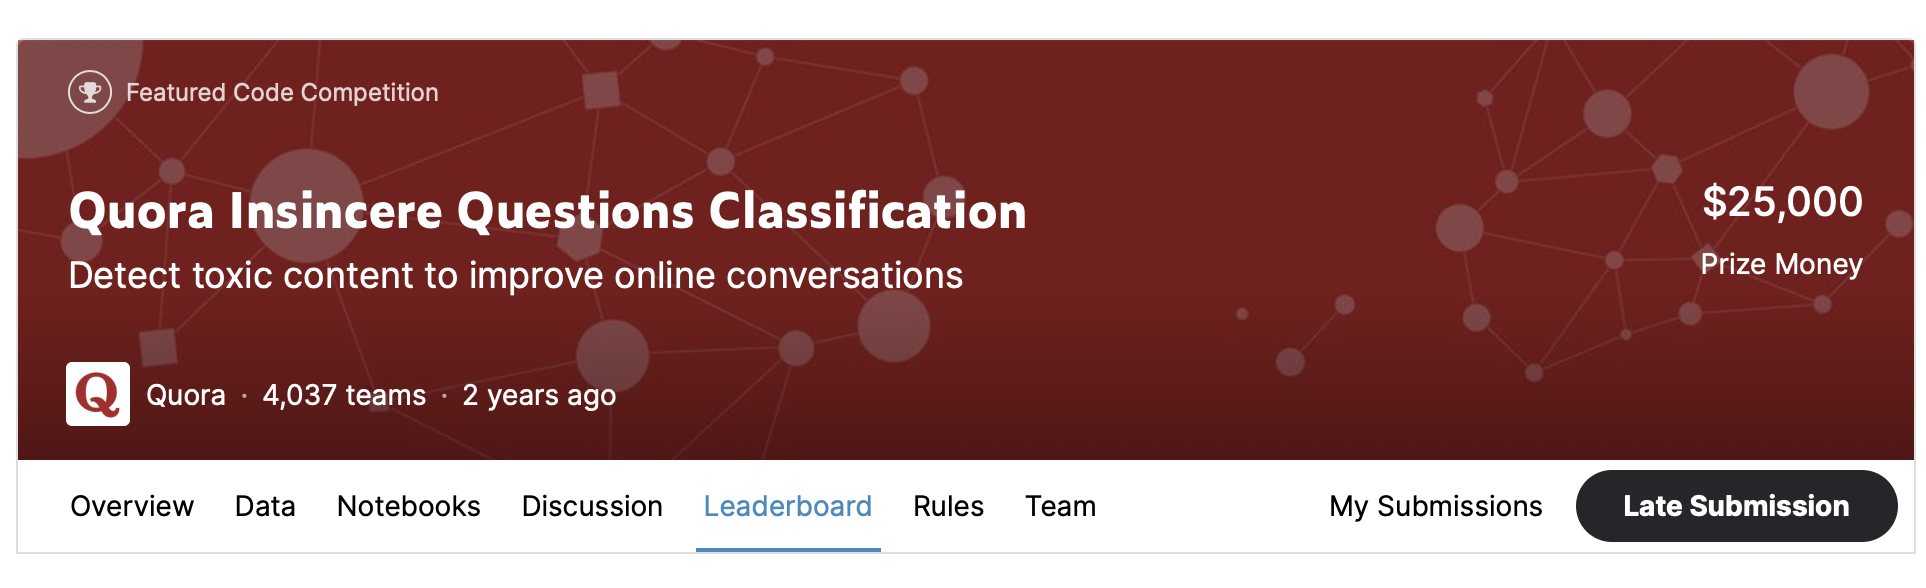 Featured Code Competition
Quora Insincere Questions Classification
$25,000
Detect toxic content to improve online conversations
Prize Money
Q
Quora · 4,037 teams · 2 years ago
Overview Data Notebooks Discussion Leaderboard Rules Team My Submissions Late Submission